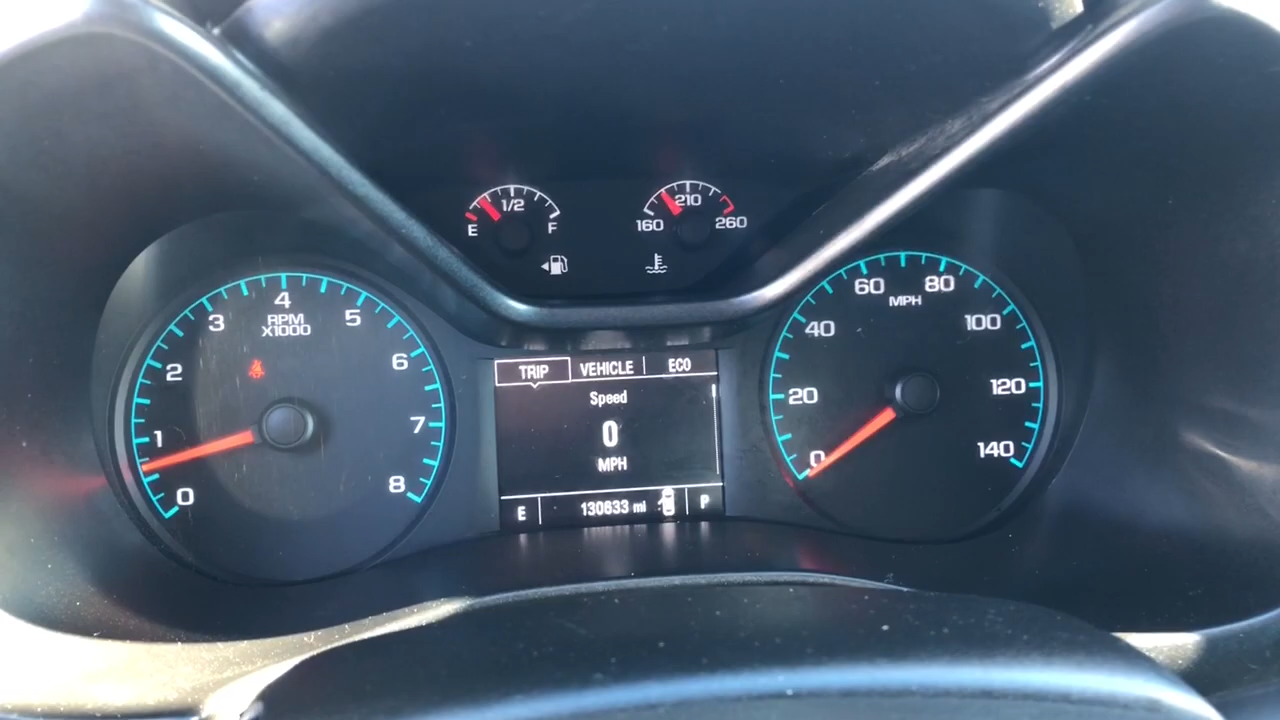 1/2
E F
210
160 260
0 1 2 3 4 5 6 7 8
RPM
X1000
TRIP VEHICLE ECO
Speed
0
MPH
E 130633 mi P
0 20 40 60 80 100 120 140
MPH